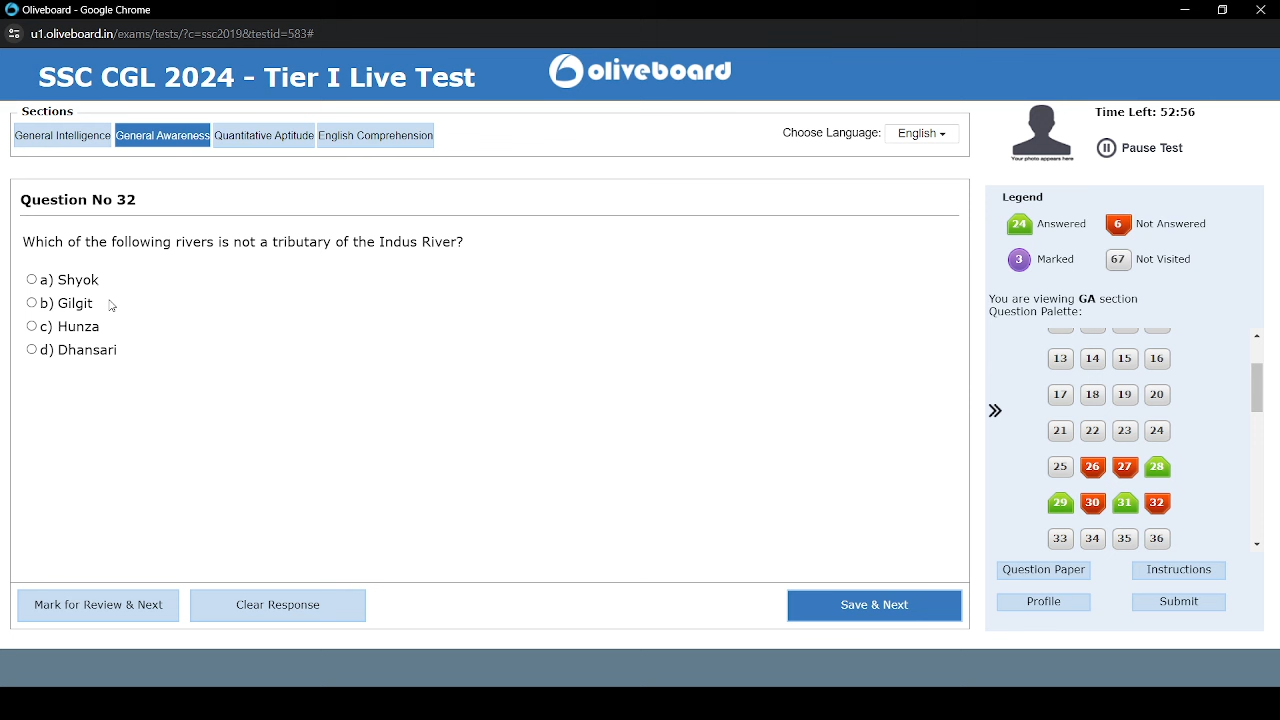 Oliveboard - Google Chrome
u1.oliveboard.in/exams/tests/?c=ssc2019&testid=583#
SSC CGL 2024 - Tier I Live Test
oliveboard
Sections
General Intelligence General Awareness Quantitative Aptitude English Comprehension
Choose Language: English
Your photo appears here
Time Left: 52:56
Pause Test
Question No 32
Which of the following rivers is not a tributary of the Indus River?
a) Shyok
b) Gilgit
c) Hunza
d) Dhansari
Mark for Review & Next Clear Response Save & Next
Legend
24 Answered 6 Not Answered
3 Marked 67 Not Visited
You are viewing GA section
Question Palette:
13 14 15 16
17 18 19 20
21 22 23 24
25 26 27 28
29 30 31 32
33 34 35 36
Question Paper Instructions
Profile Submit